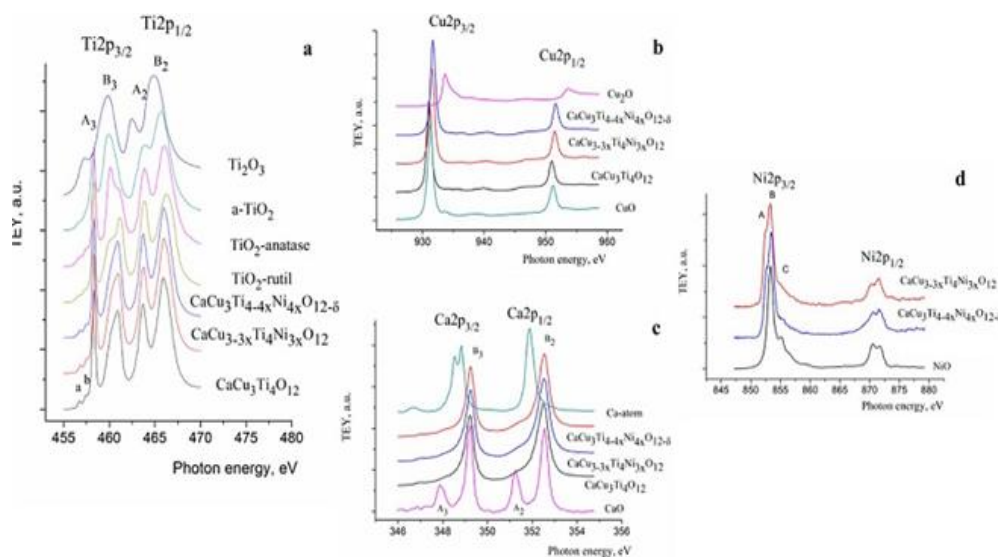 a
Ti2p1/2
Ti2p3/2
B3
A2
B2
A3
Ti2O3
a-TiO2
TiO2-anatase
TiO2-rutil
CaCu3Ti4-4xNi4xO12-δ
CaCu3-3xTi4Ni3xO12
CaCu3Ti4O12
a
b
TEY, a.u.
455 460 465 470 475 480
Photon energy, eV
b
Cu2p3/2
Cu2p1/2
Cu2O
CaCu3Ti4-4xNi4xO12-δ
CaCu3-3xTi4Ni3xO12
CaCu3Ti4O12
CuO
TEY, a.u.
930 940 950 960
Photon energy, eV
c
Ca2p3/2
Ca2p1/2
B3
B2
Ca-atom
CaCu3Ti4-4xNi4xO12-δ
CaCu3-3xTi4Ni3xO12
CaCu3Ti4O12
CaO
A3
A2
TEY, a.u.
346 348 350 352 354 356
Photon energy, eV
d
Ni2p3/2
A
B
C
Ni2p1/2
CaCu3-3xTi4Ni3xO12
CaCu3Ti4-4xNi4xO12-δ
NiO
TEY, a.u.
845 850 855 860 865 870 875 880
Photon energy, eV